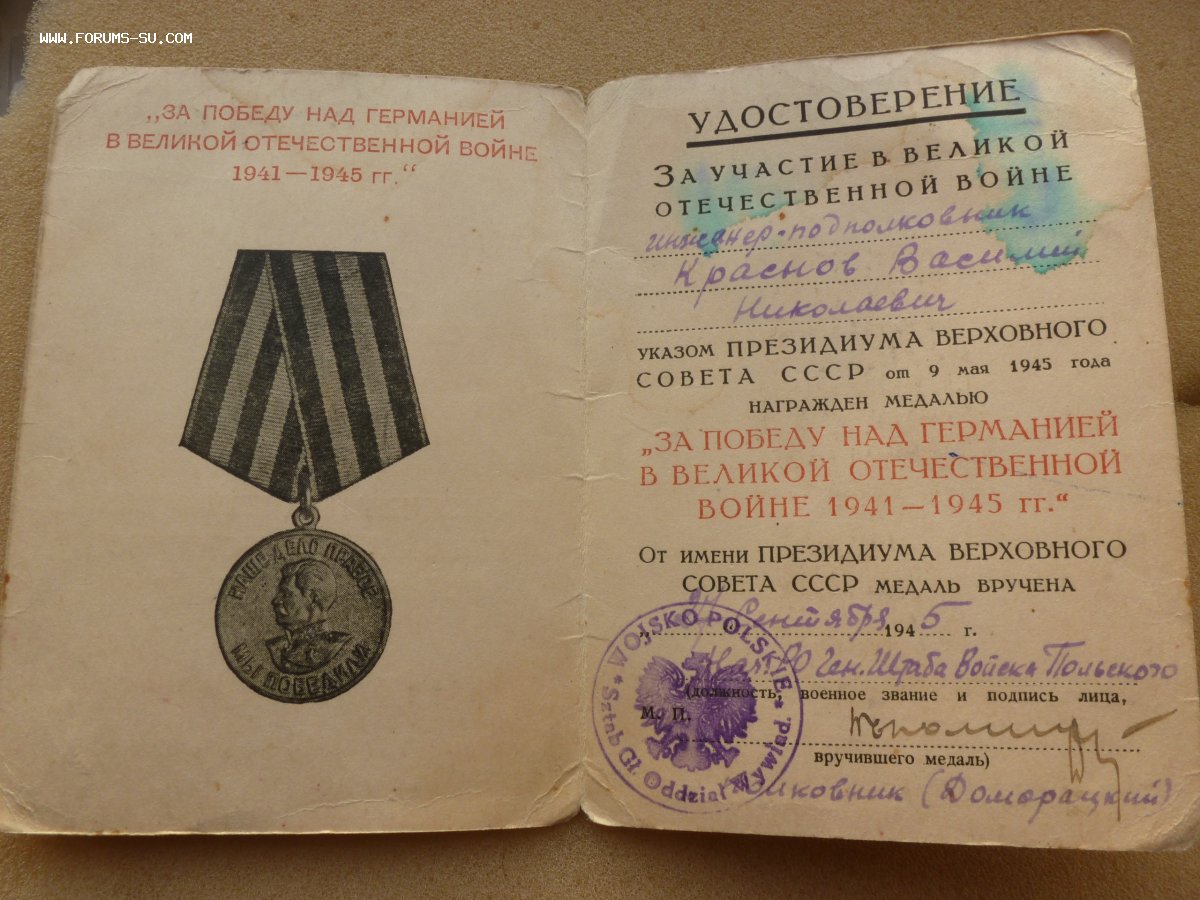 WWW.FORUMS-SU.COM
„ЗА ПОБЕДУ НАД ГЕРМАНИЕЙ
В ВЕЛИКОЙ ОТЕЧЕСТВЕННОЙ ВОЙНЕ
1941—1945 гг.“
НАШЕ ДЕЛО ПРАВОЕ
МЫ ПОБЕДИЛИ
УДОСТОВЕРЕНИЕ
ЗА УЧАСТИЕ В ВЕЛИКОЙ
ОТЕЧЕСТВЕННОЙ ВОЙНЕ
инженер-подполковник
Краснов Василий
Николаевич
УКАЗОМ ПРЕЗИДИУМА ВЕРХОВНОГО
СОВЕТА СССР от 9 мая 1945 года
НАГРАЖДЕН МЕДАЛЬЮ
„ЗА ПОБЕДУ НАД ГЕРМАНИЕЙ
В ВЕЛИКОЙ ОТЕЧЕСТВЕННОЙ
ВОЙНЕ 1941—1945 гг.“
ОТ ИМЕНИ ПРЕЗИДИУМА ВЕРХОВНОГО
СОВЕТА СССР МЕДАЛЬ ВРУЧЕНА
Сентября 1945 г.
Ген. Штаба Войска Польского
(должность, военное звание и подпись лица,
М. П.
вручившего медаль)
полковник (Доморацкий)
WOJSKO POLSKIE
Sztab Gł. Oddział Wywiad.